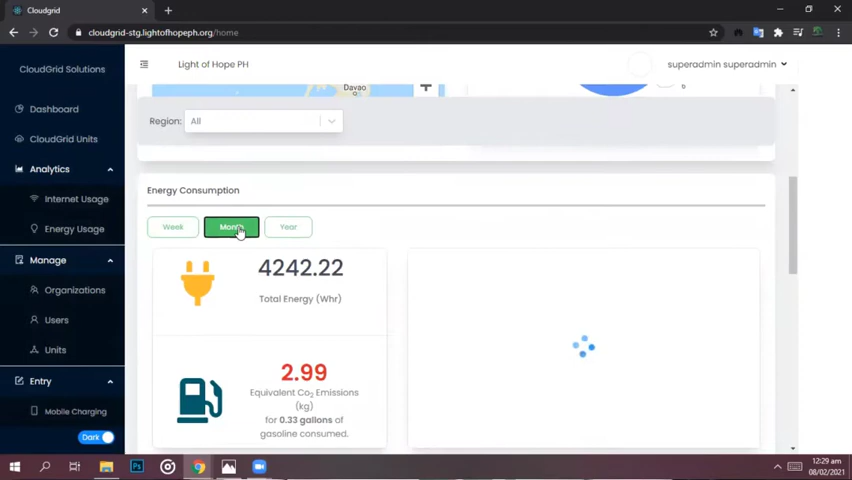 Cloudgrid
cloudgrid-stg.lightofhopeph.org/home
CloudGrid Solutions
Light of Hope PH
superadmin superadmin
Davao
6
Dashboard
Region:
All
CloudGrid Units
Analytics
Energy Consumption
Internet Usage
Week
Month
Year
Energy Usage
Manage
4242.22
Organizations
Total Energy (Whr)
Users
Units
2.99
Entry
Equivalent Co2 Emissions
(kg)
for 0.33 gallons of
gasoline consumed.
Mobile Charging
Dark
12:29 am
08/02/2021
Ps